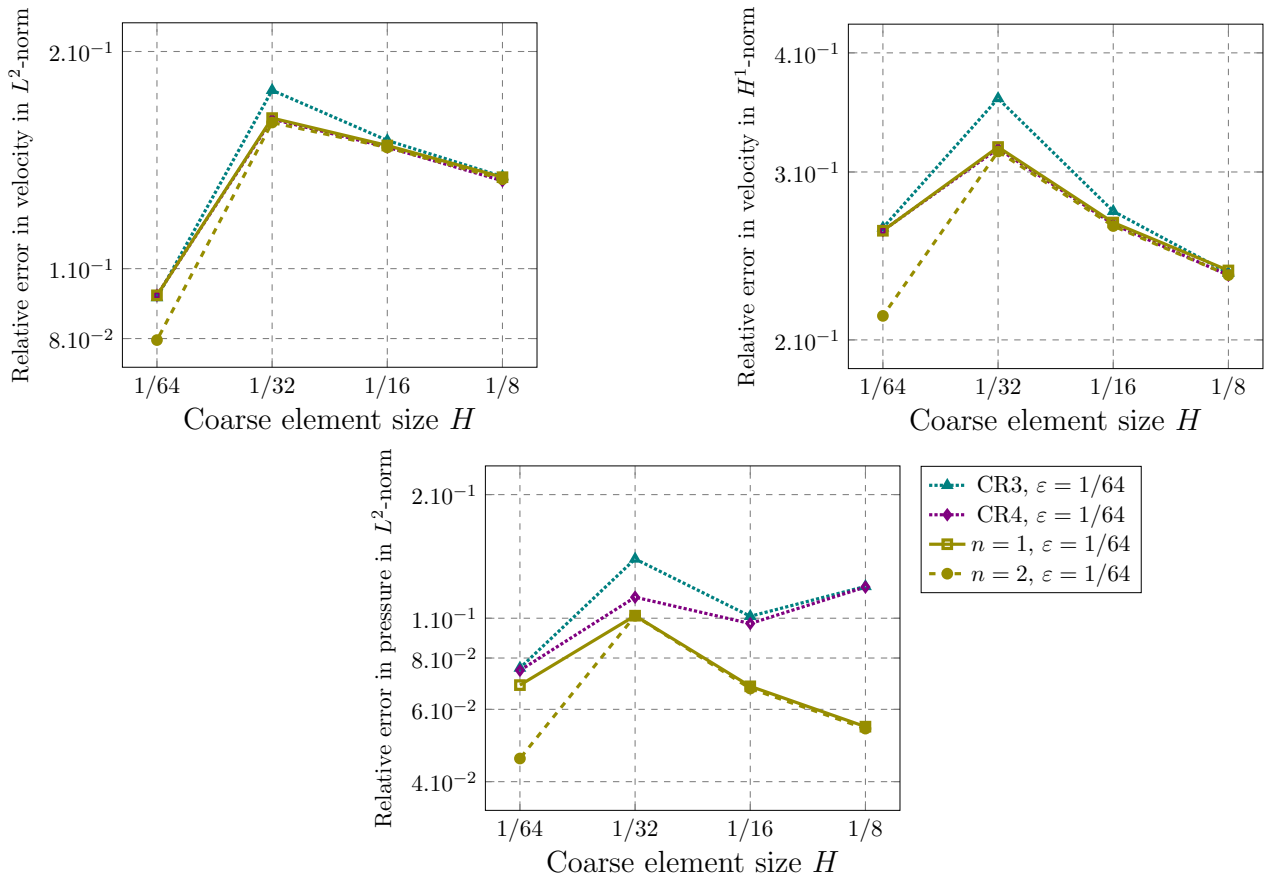 Relative error in velocity in L²-norm
2.10⁻¹
1.10⁻¹
8.10⁻²
1/64 1/32 1/16 1/8
Coarse element size H
Relative error in velocity in H¹-norm
4.10⁻¹
3.10⁻¹
2.10⁻¹
1/64 1/32 1/16 1/8
Coarse element size H
Relative error in pressure in L²-norm
2.10⁻¹
1.10⁻¹
8.10⁻²
6.10⁻²
4.10⁻²
1/64 1/32 1/16 1/8
Coarse element size H
CR3, ε = 1/64
CR4, ε = 1/64
n = 1, ε = 1/64
n = 2, ε = 1/64